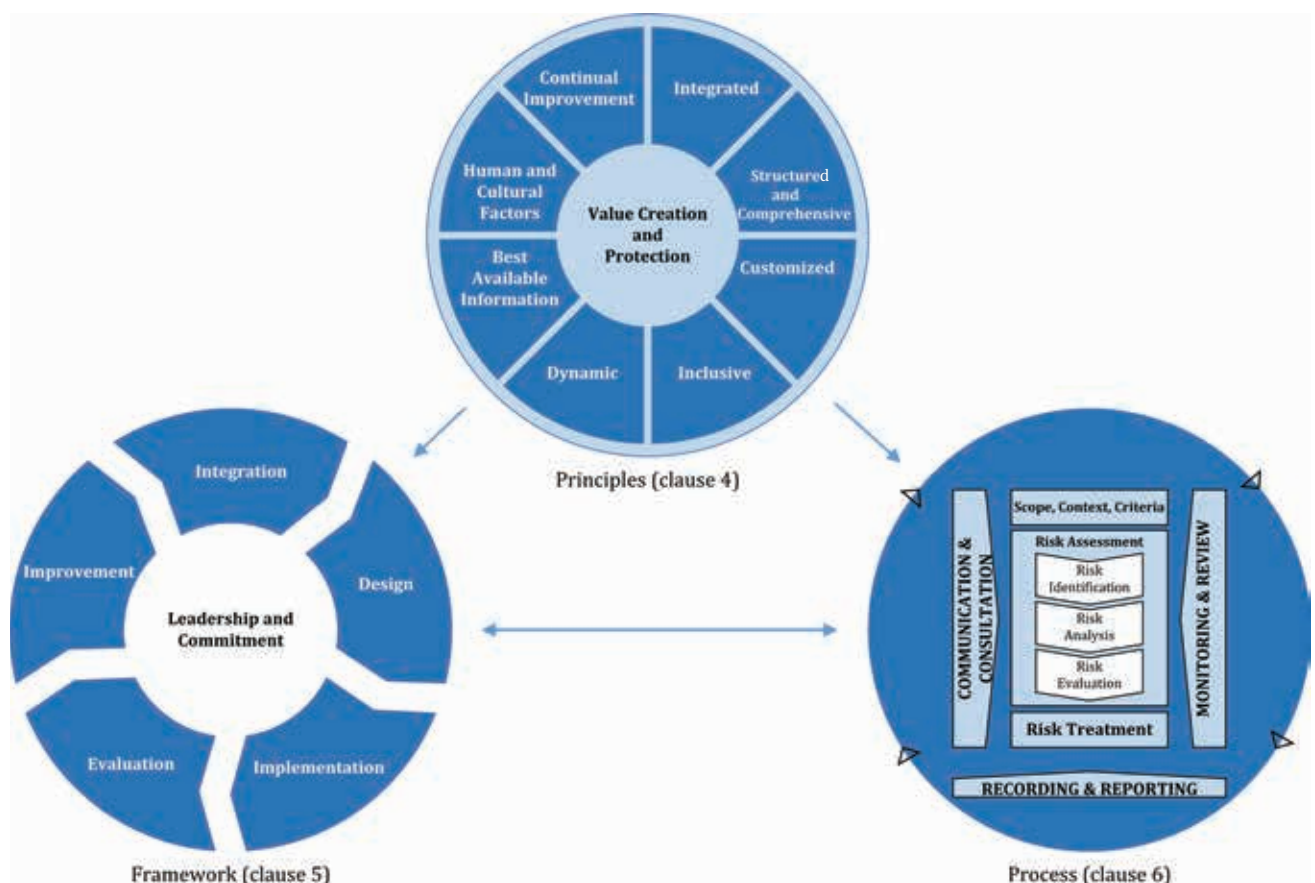 Continual
Improvement
Integrated
Human and
Cultural
Factors
Structured
and
Comprehensive
Value Creation
and
Protection
Best
Available
Information
Customized
Dynamic
Inclusive
Principles (clause 4)
Integration
Improvement
Design
Leadership and
Commitment
Evaluation
Implementation
Framework (clause 5)
Scope, Context, Criteria
COMMUNICATION &
CONSULTATION
Risk Assessment
Risk
Identification
Risk
Analysis
Risk
Evaluation
MONITORING & REVIEW
Risk Treatment
RECORDING & REPORTING
Process (clause 6)